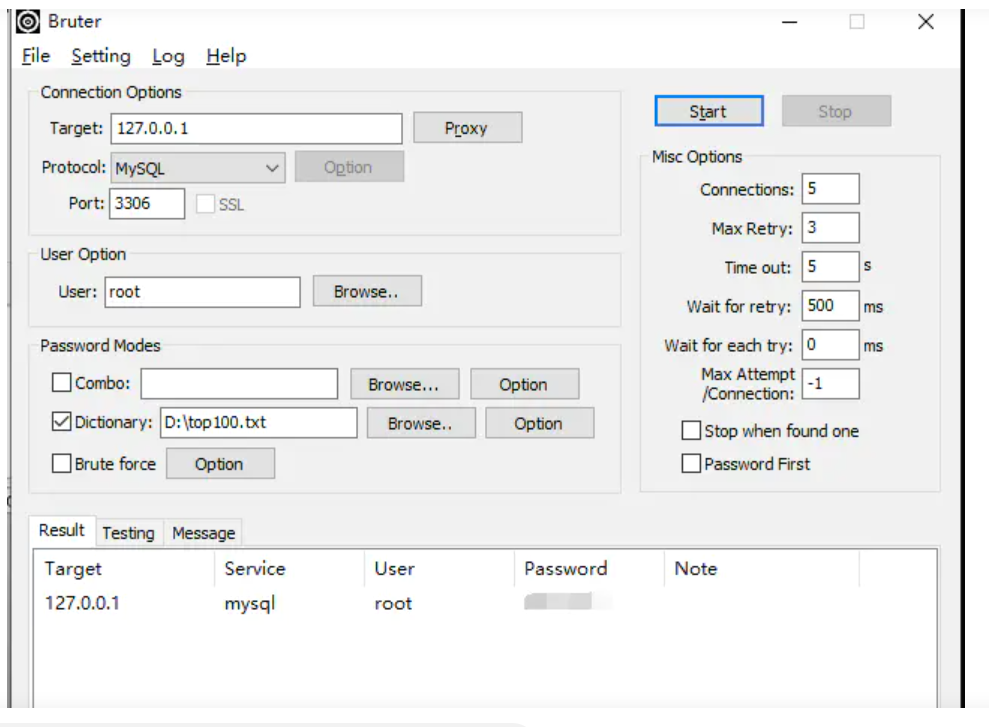 Bruter
File Setting Log Help
Connection Options
Target: 127.0.0.1 Proxy
Protocol: MySQL Option
Port: 3306 SSL
User Option
User: root Browse..
Password Modes
Combo: Browse... Option
Dictionary: D:\top100.txt Browse.. Option
Brute force Option
Start Stop
Misc Options
Connections: 5
Max Retry: 3
Time out: 5 s
Wait for retry: 500 ms
Wait for each try: 0 ms
Max Attempt
/Connection: -1
Stop when found one
Password First
Result Testing Message
Target Service User Password Note
127.0.0.1 mysql root